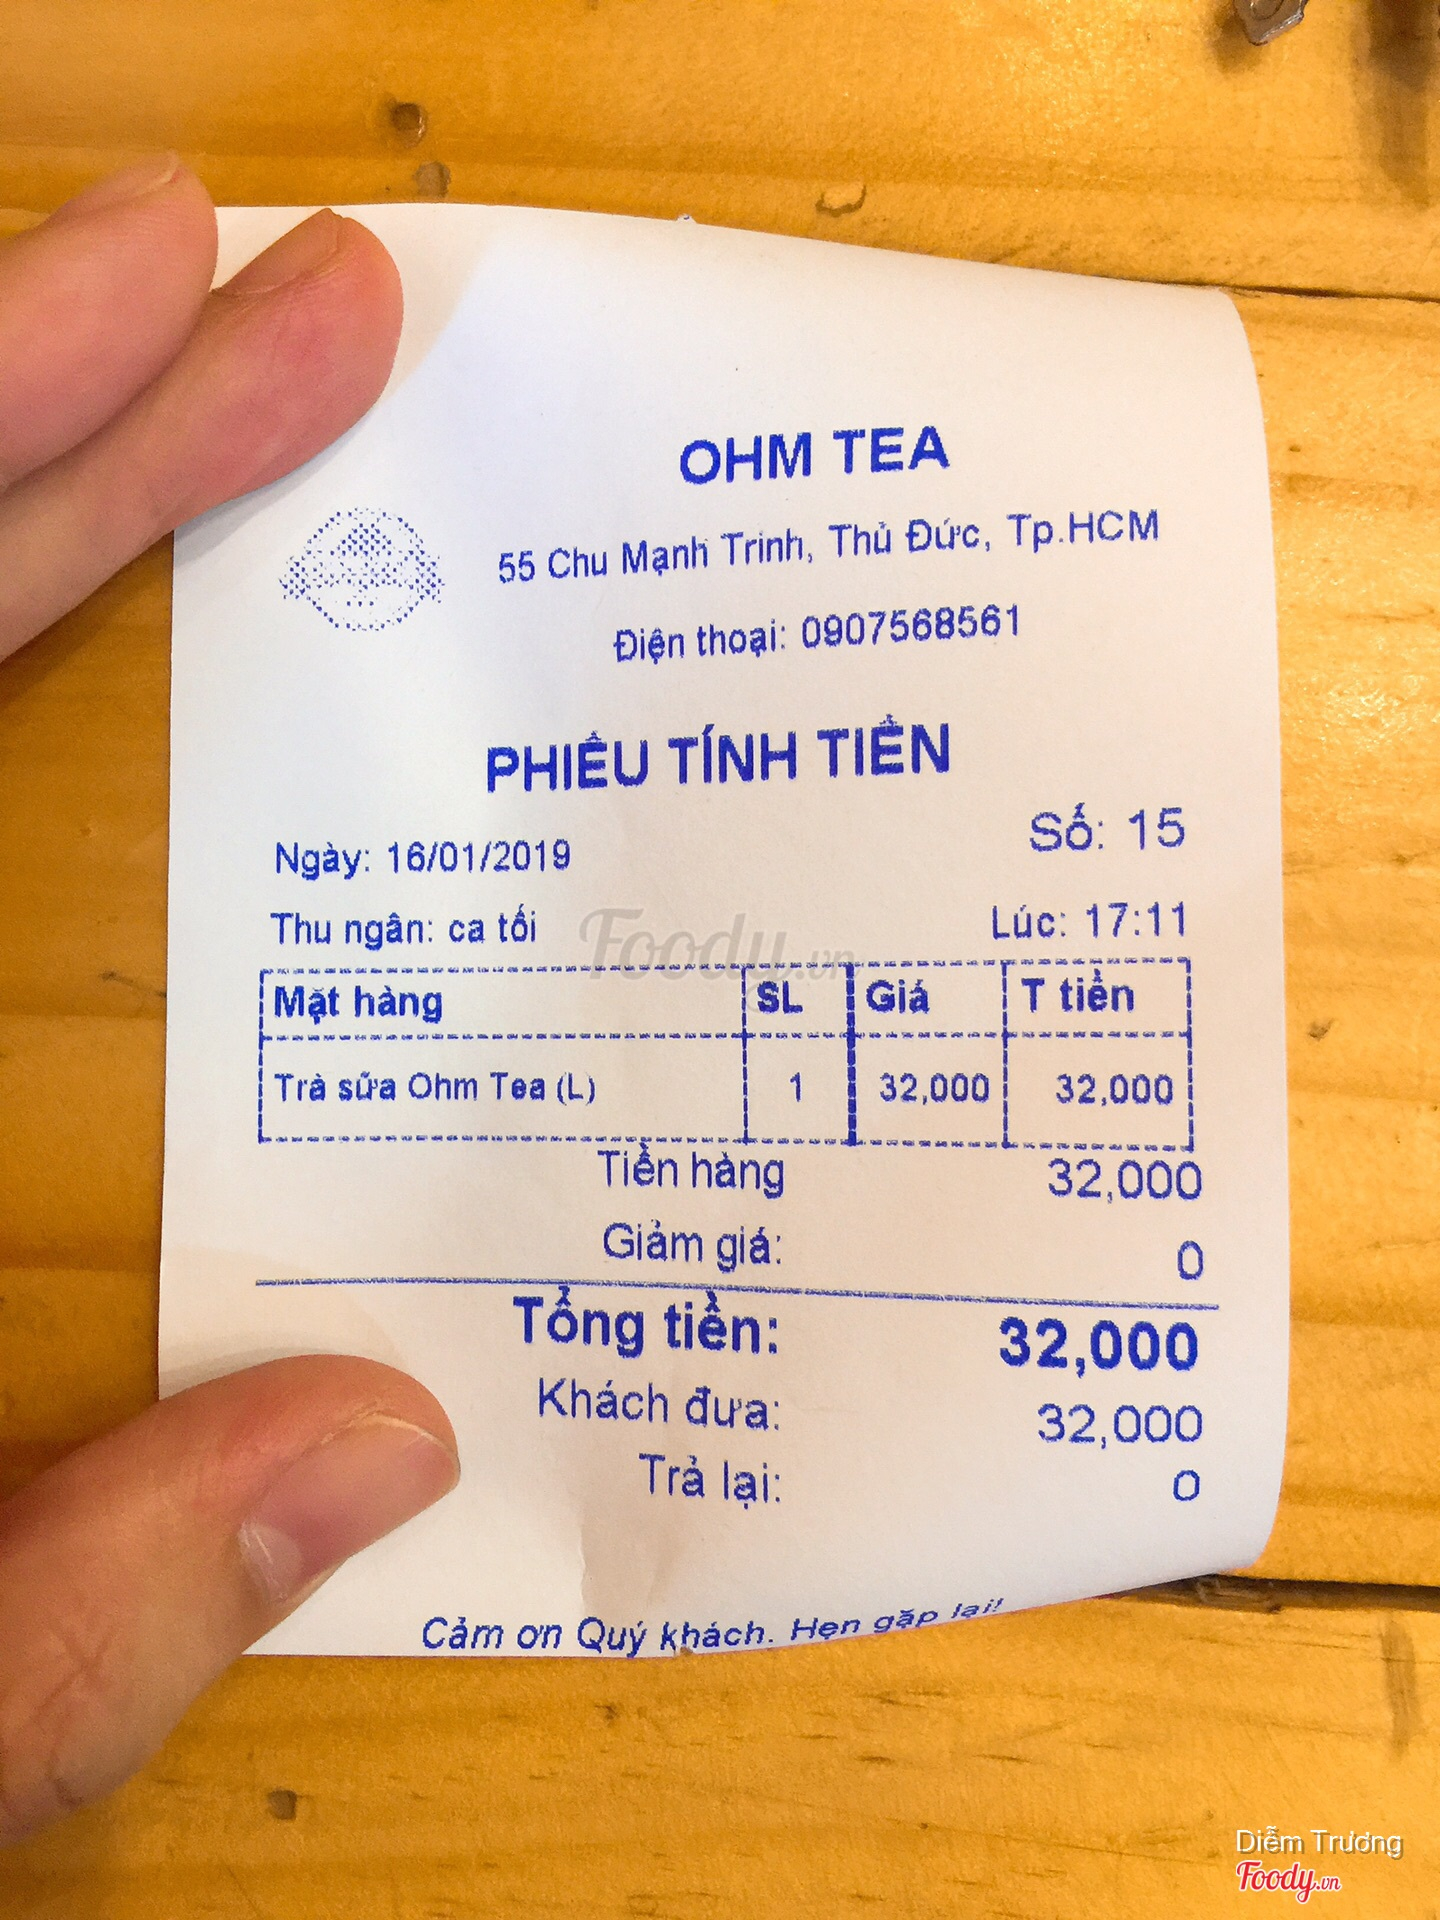 OHM TEA
55 Chu Mạnh Trinh, Thủ Đức, Tp.HCM
Điện thoại: 0907568561
PHIẾU TÍNH TIỀN
Số: 15
Ngày: 16/01/2019
Thu ngân: ca tối Lúc: 17:11
Foody.vn
Mặt hàng SL Giá T tiền
Trà sữa Ohm Tea (L) 1 32,000 32,000
Tiền hàng 32,000
Giảm giá: 0
Tổng tiền: 32,000
Khách đưa: 32,000
Trả lại: 0
Cảm ơn Quý khách. Hẹn gặp lại!
Diễm Trương
Foody.vn